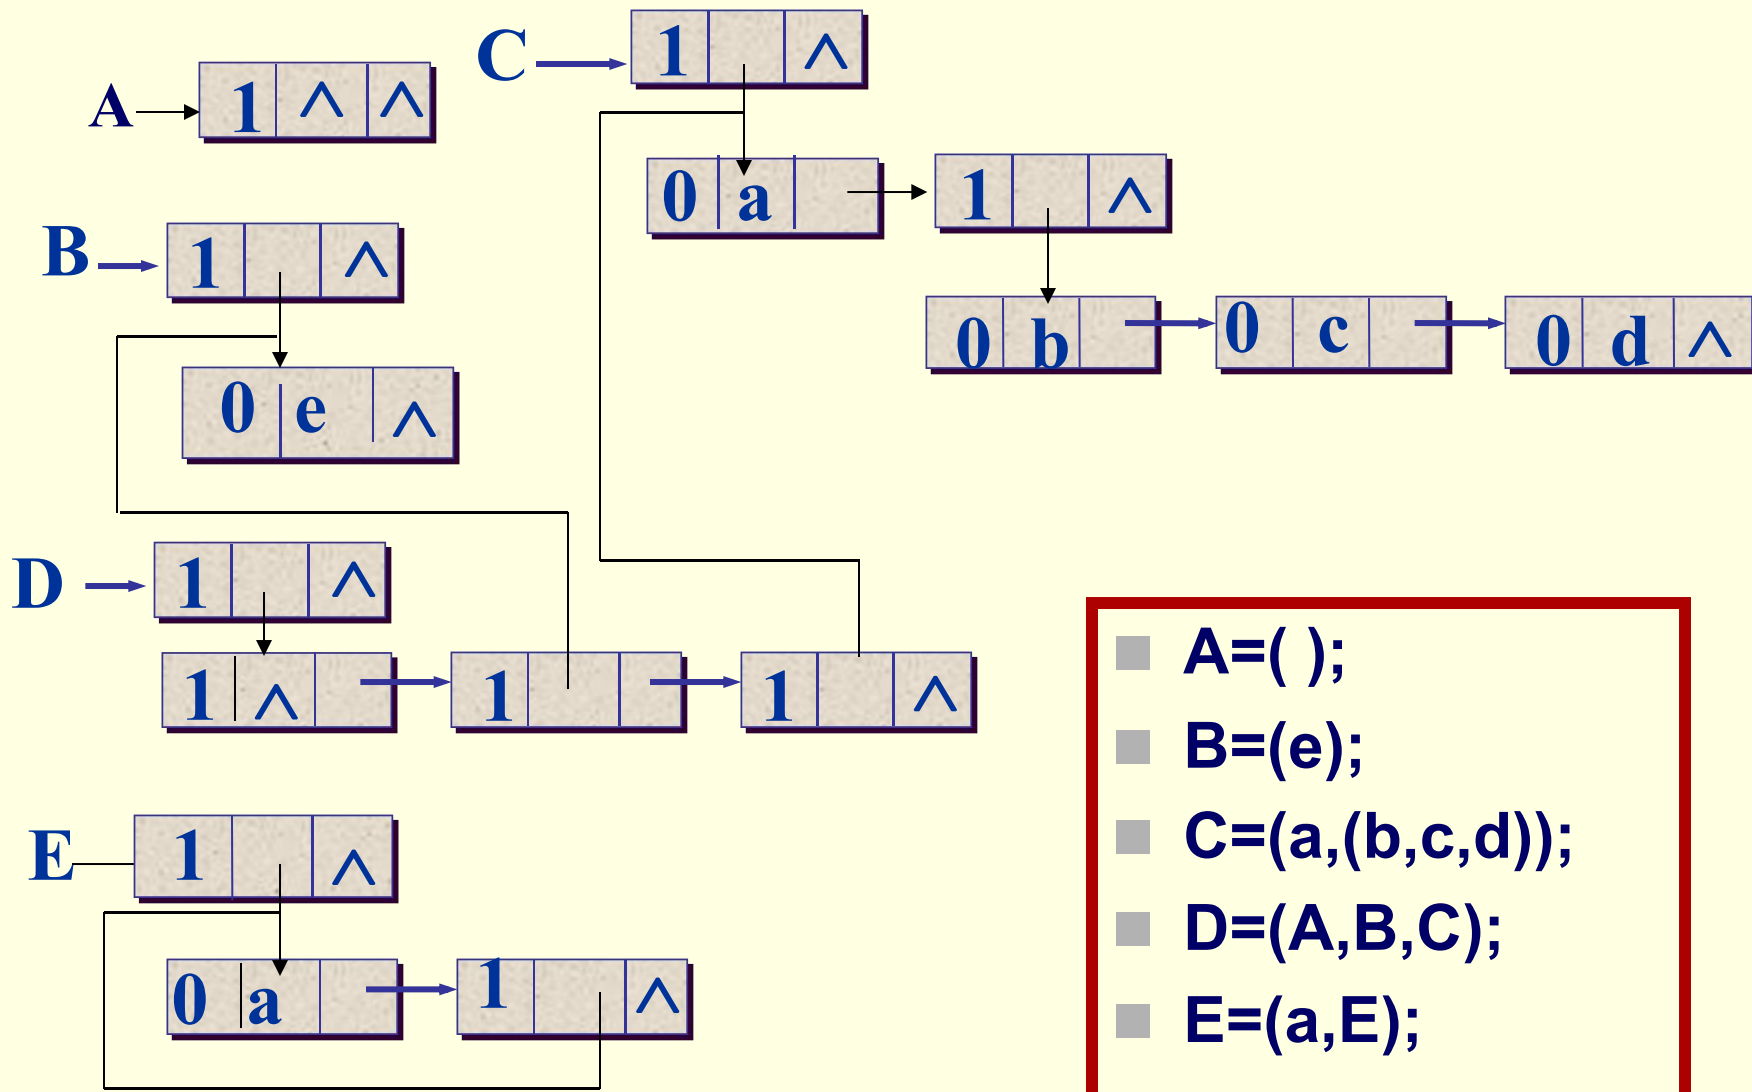 A 1 ∧ ∧
C 1 ∧
0 a 1 ∧
B 1 ∧
0 b 0 c 0 d ∧
0 e ∧
D 1 ∧
1 ∧ 1 1 ∧
E 1 ∧
0 a 1 ∧
A=( );
B=(e);
C=(a,(b,c,d));
D=(A,B,C);
E=(a,E);